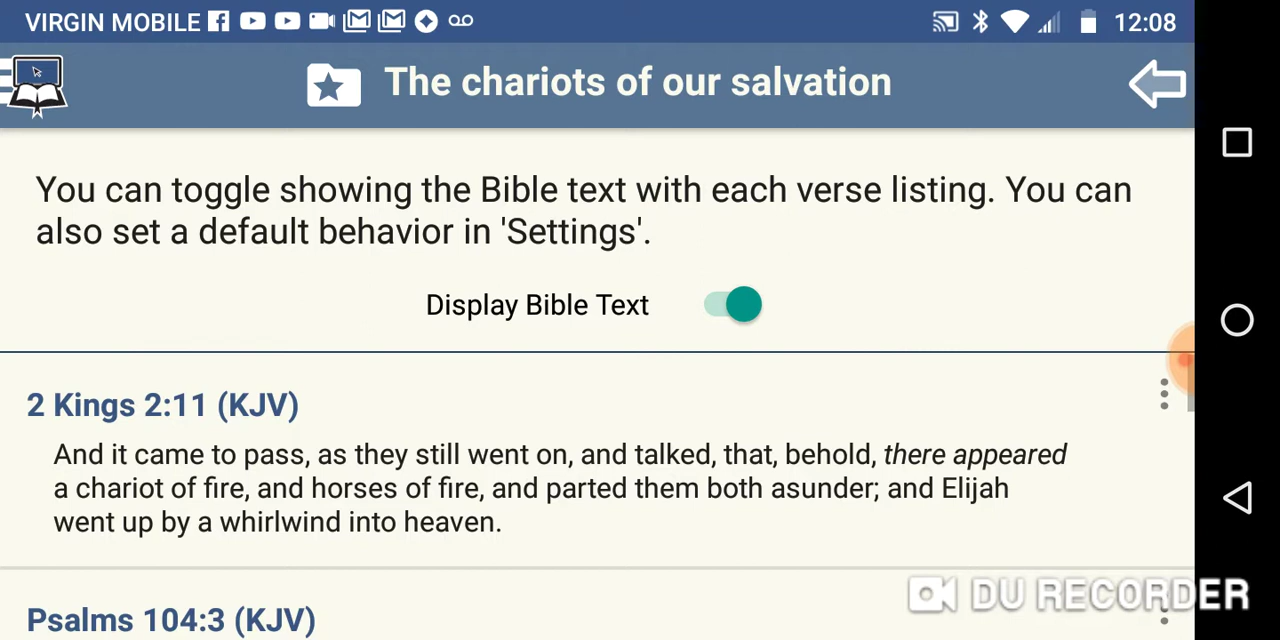 VIRGIN MOBILE 12:08
The chariots of our salvation
You can toggle showing the Bible text with each verse listing. You can
also set a default behavior in 'Settings'.
Display Bible Text
2 Kings 2:11 (KJV)
And it came to pass, as they still went on, and talked, that, behold, there appeared
a chariot of fire, and horses of fire, and parted them both asunder; and Elijah
went up by a whirlwind into heaven.
Psalms 104:3 (KJV)
DU RECORDER